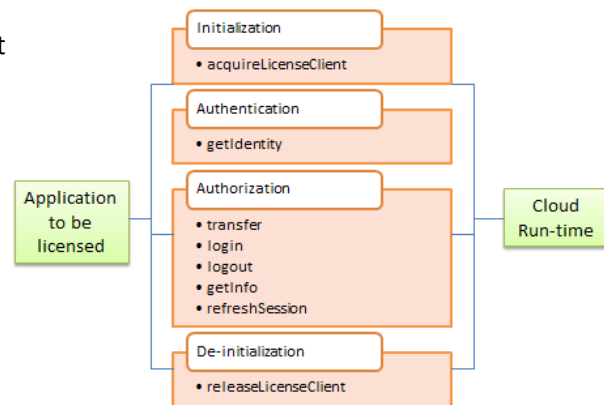 t
Initialization
• acquireLicenseClient
Authentication
• getIdentity
Application
to be
licensed
Authorization
• transfer
• login
• logout
• getInfo
• refreshSession
Cloud
Run-time
De-initialization
• releaseLicenseClient